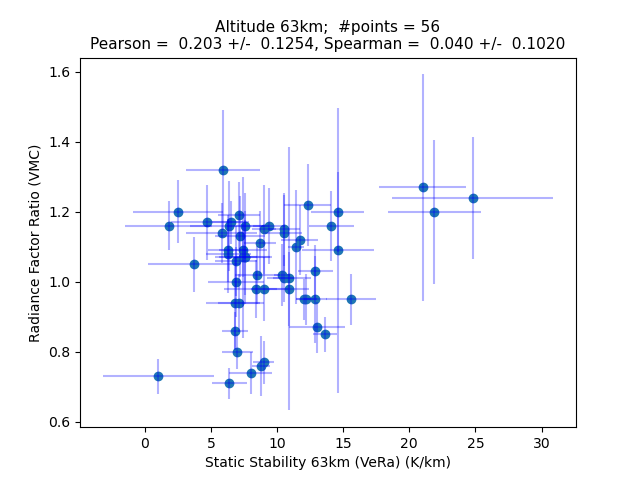 Altitude 63km;  #points = 56
Pearson =  0.203 +/-  0.1254, Spearman =  0.040 +/-  0.1020
1.6
1.4
1.2
1.0
0.8
0.6
Radiance Factor Ratio (VMC)
0 5 10 15 20 25 30
Static Stability 63km (VeRa) (K/km)